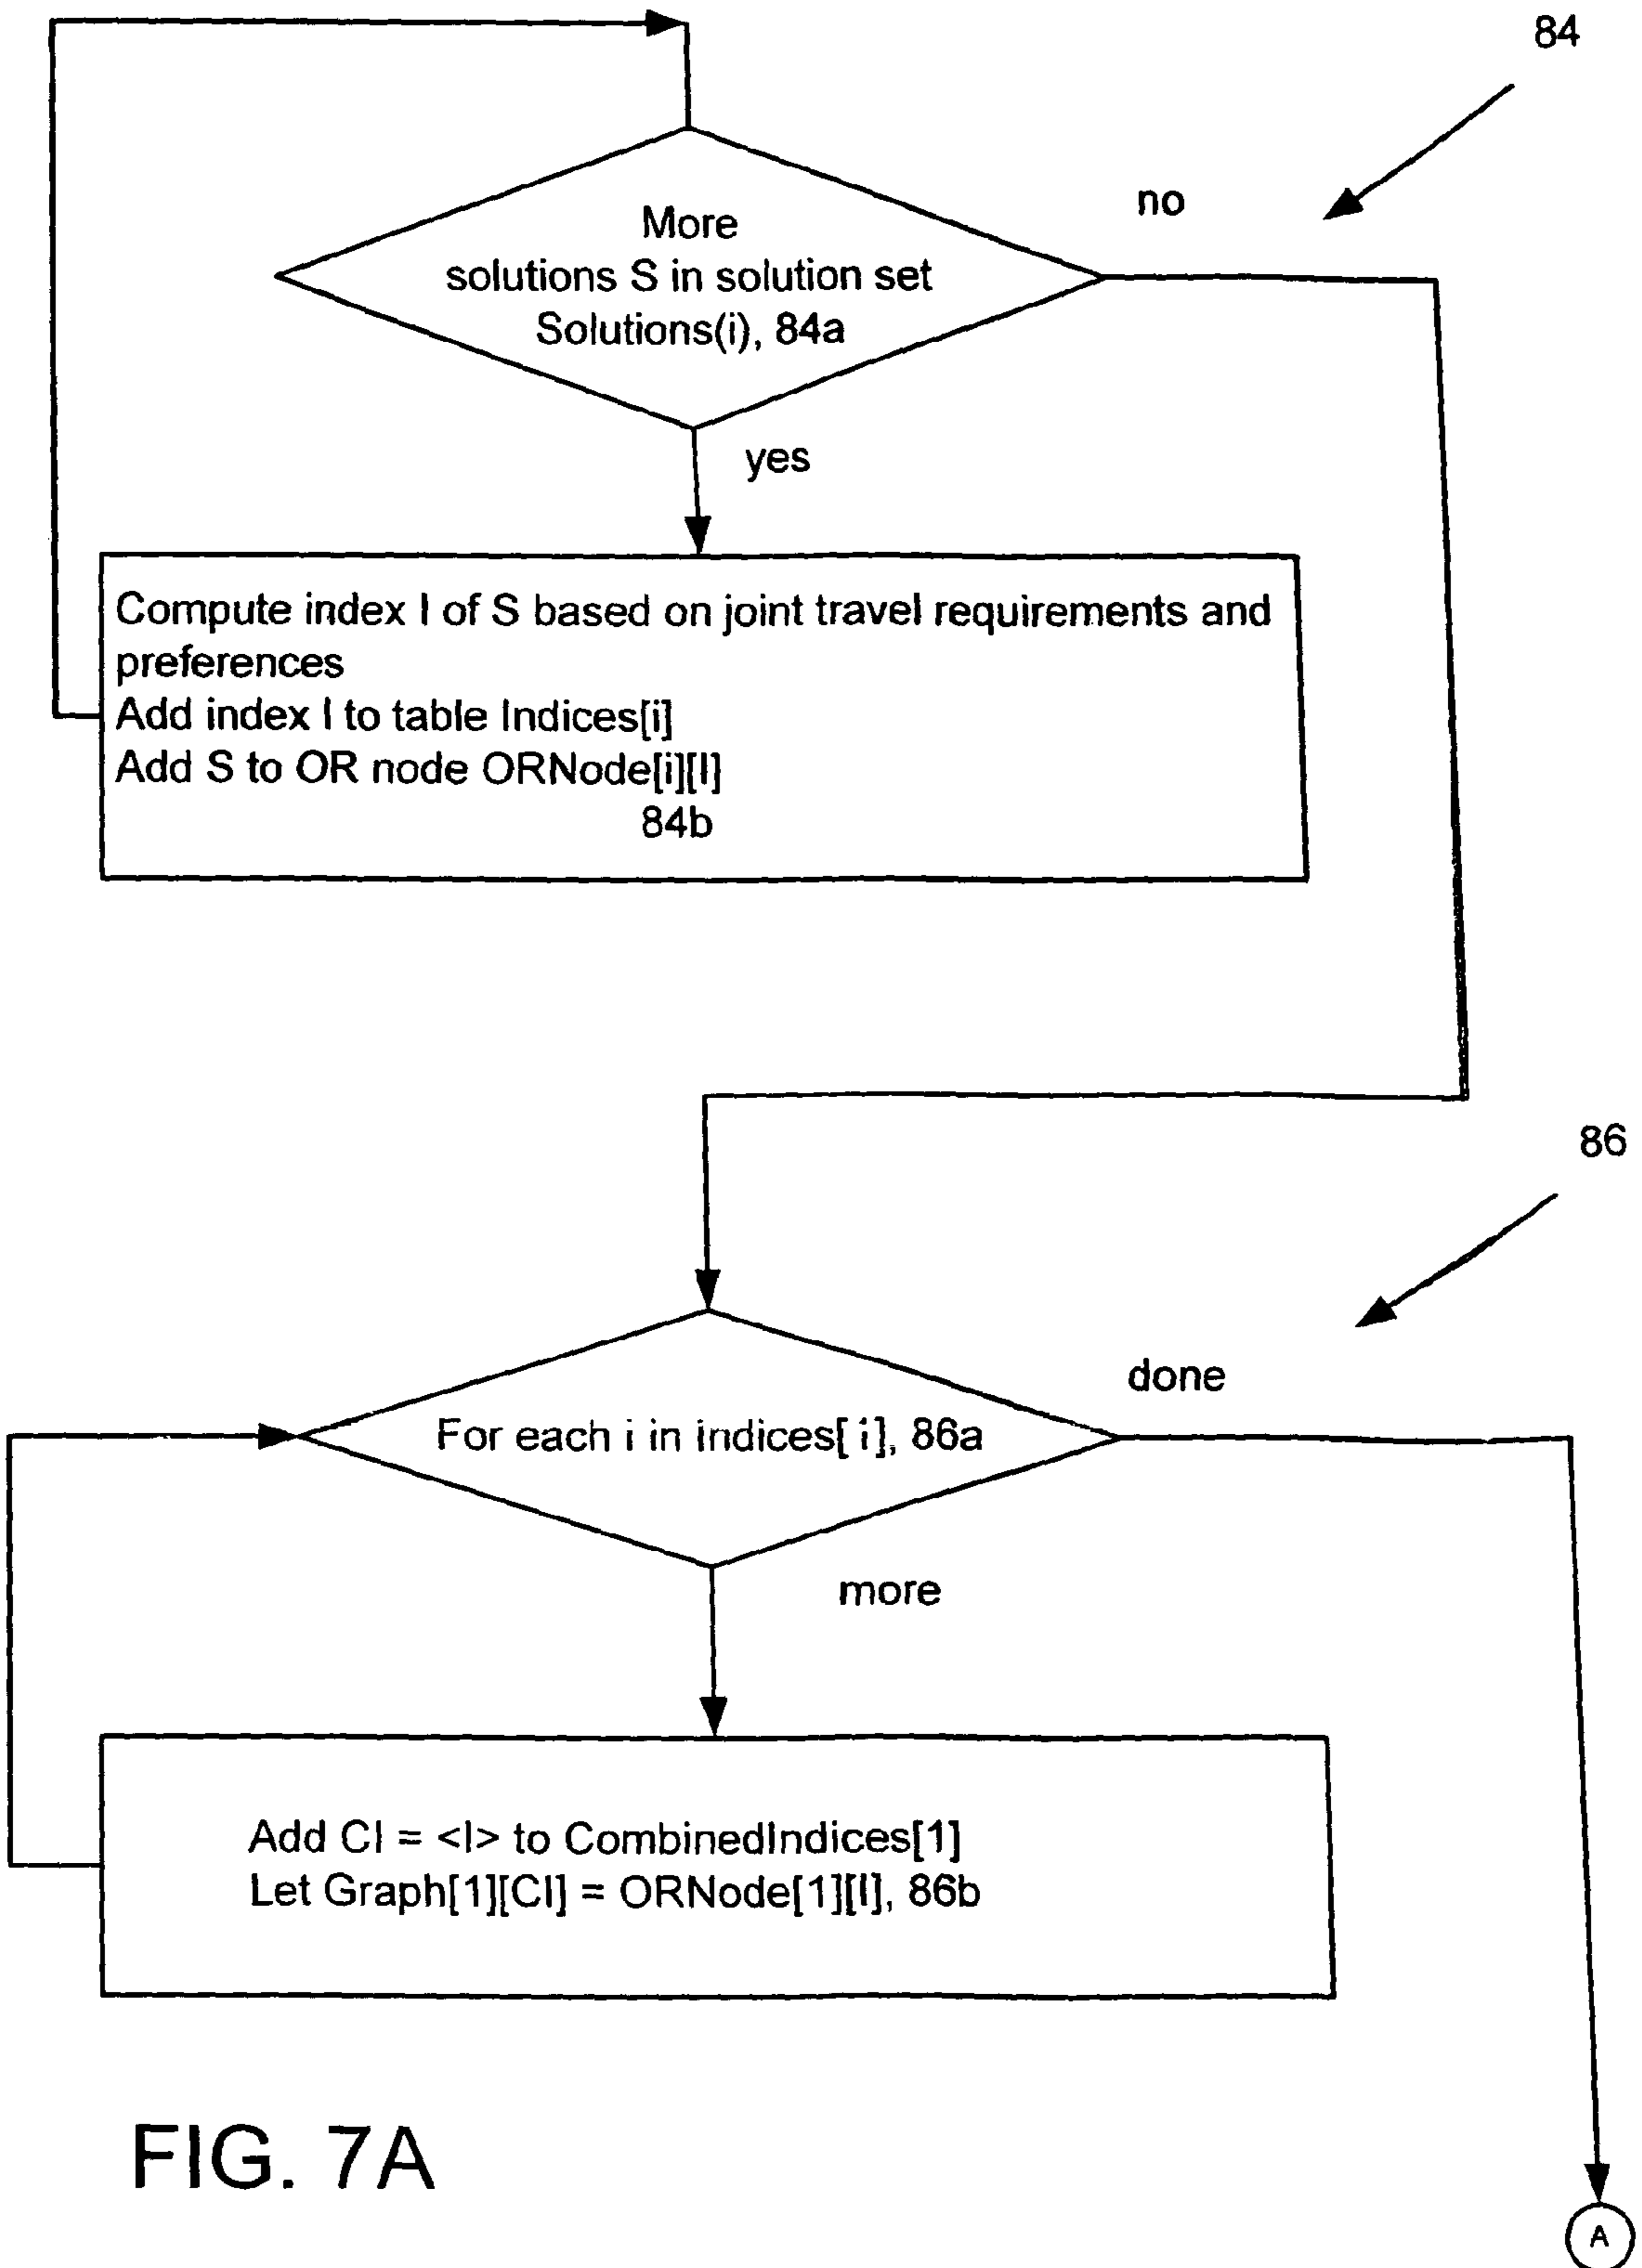 84
no
More
solutions S in solution set
Solutions(i), 84a
yes
Compute index I of S based on joint travel requirements and
preferences
Add index I to table Indices[i]
Add S to OR node ORNode[i][I]
84b
86
done
For each i in Indices[ i], 86a
more
Add CI = <I> to CombinedIndices[1]
Let Graph[1][CI] = ORNode[1][I], 86b
FIG. 7A
A